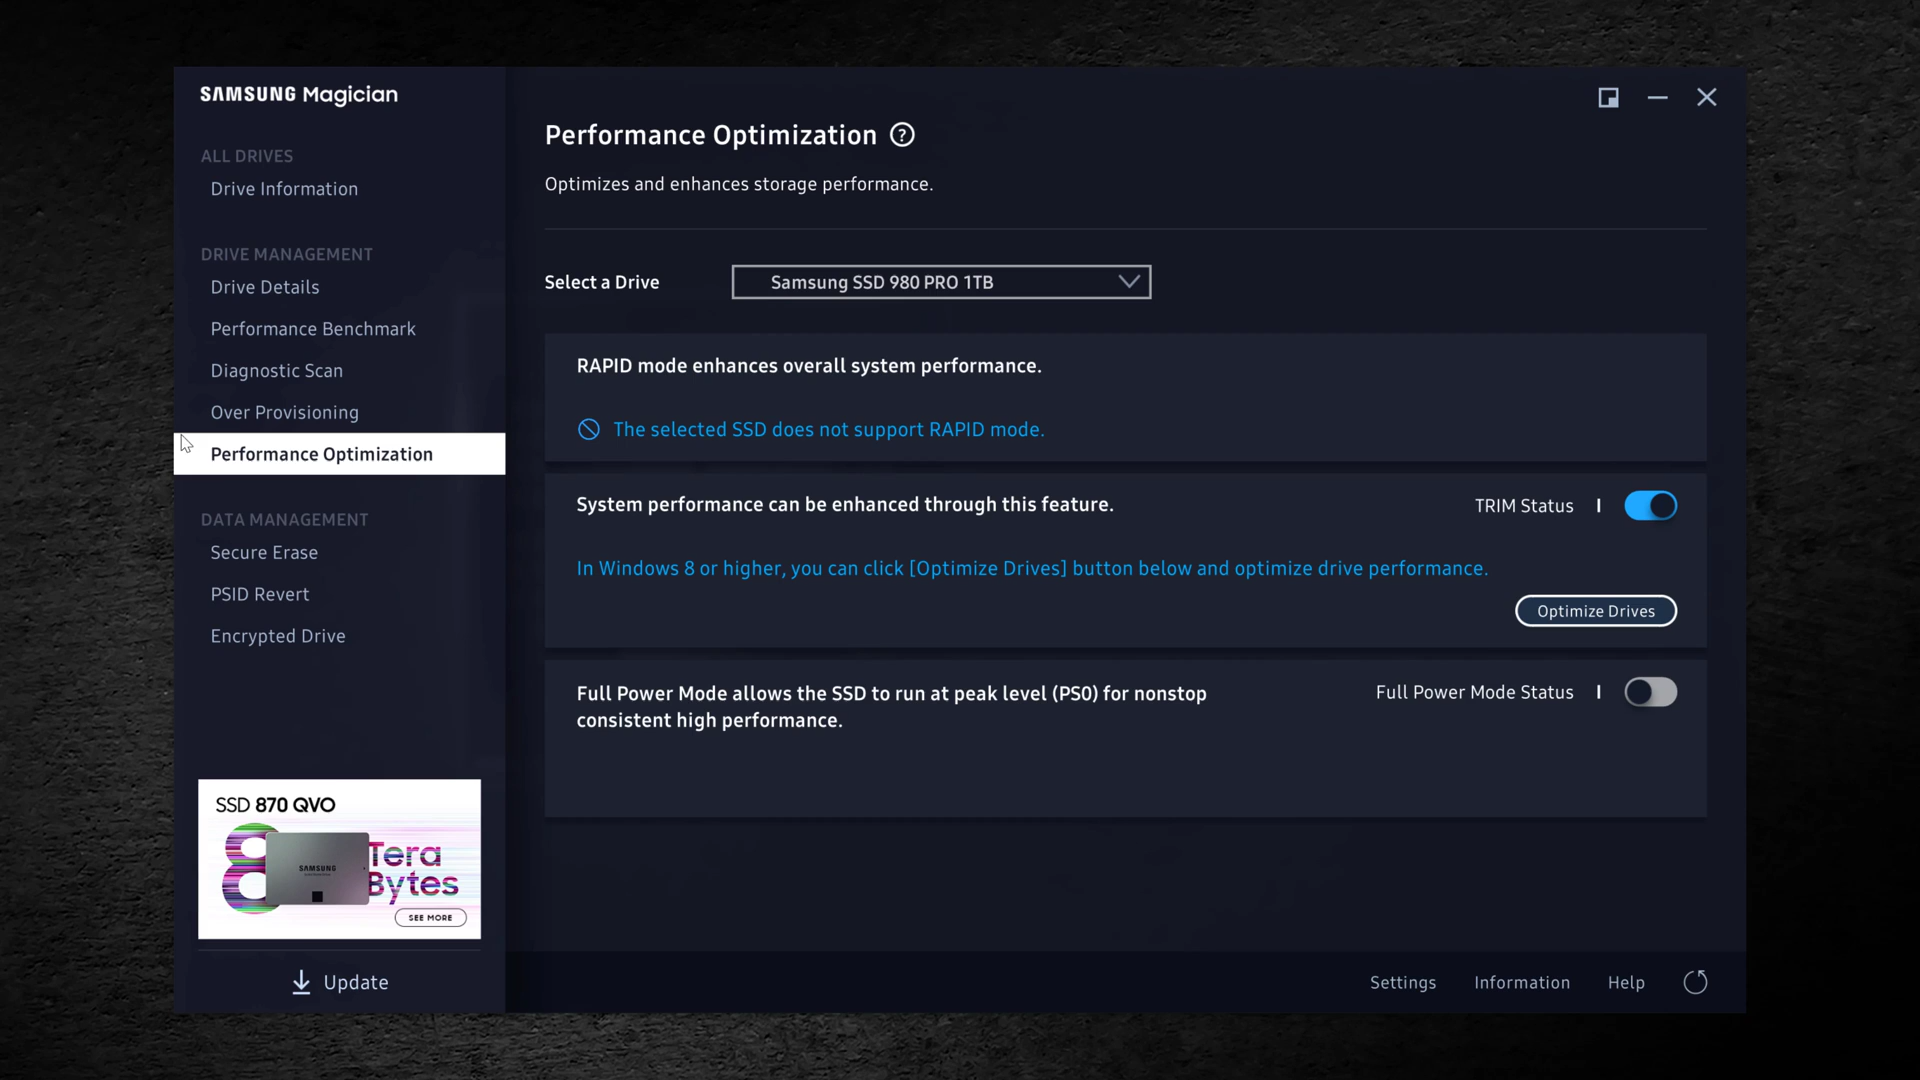 SAMSUNG Magician
ALL DRIVES
Drive Information
DRIVE MANAGEMENT
Drive Details
Performance Benchmark
Diagnostic Scan
Over Provisioning
Performance Optimization
DATA MANAGEMENT
Secure Erase
PSID Revert
Encrypted Drive
SSD 870 QVO
8 Tera
Bytes
SAMSUNG
SEE MORE
Update
Performance Optimization ?
Optimizes and enhances storage performance.
Select a Drive Samsung SSD 980 PRO 1TB
RAPID mode enhances overall system performance.
The selected SSD does not support RAPID mode.
System performance can be enhanced through this feature. TRIM Status
In Windows 8 or higher, you can click [Optimize Drives] button below and optimize drive performance.
Optimize Drives
Full Power Mode allows the SSD to run at peak level (PS0) for nonstop
consistent high performance.
Full Power Mode Status
Settings Information Help